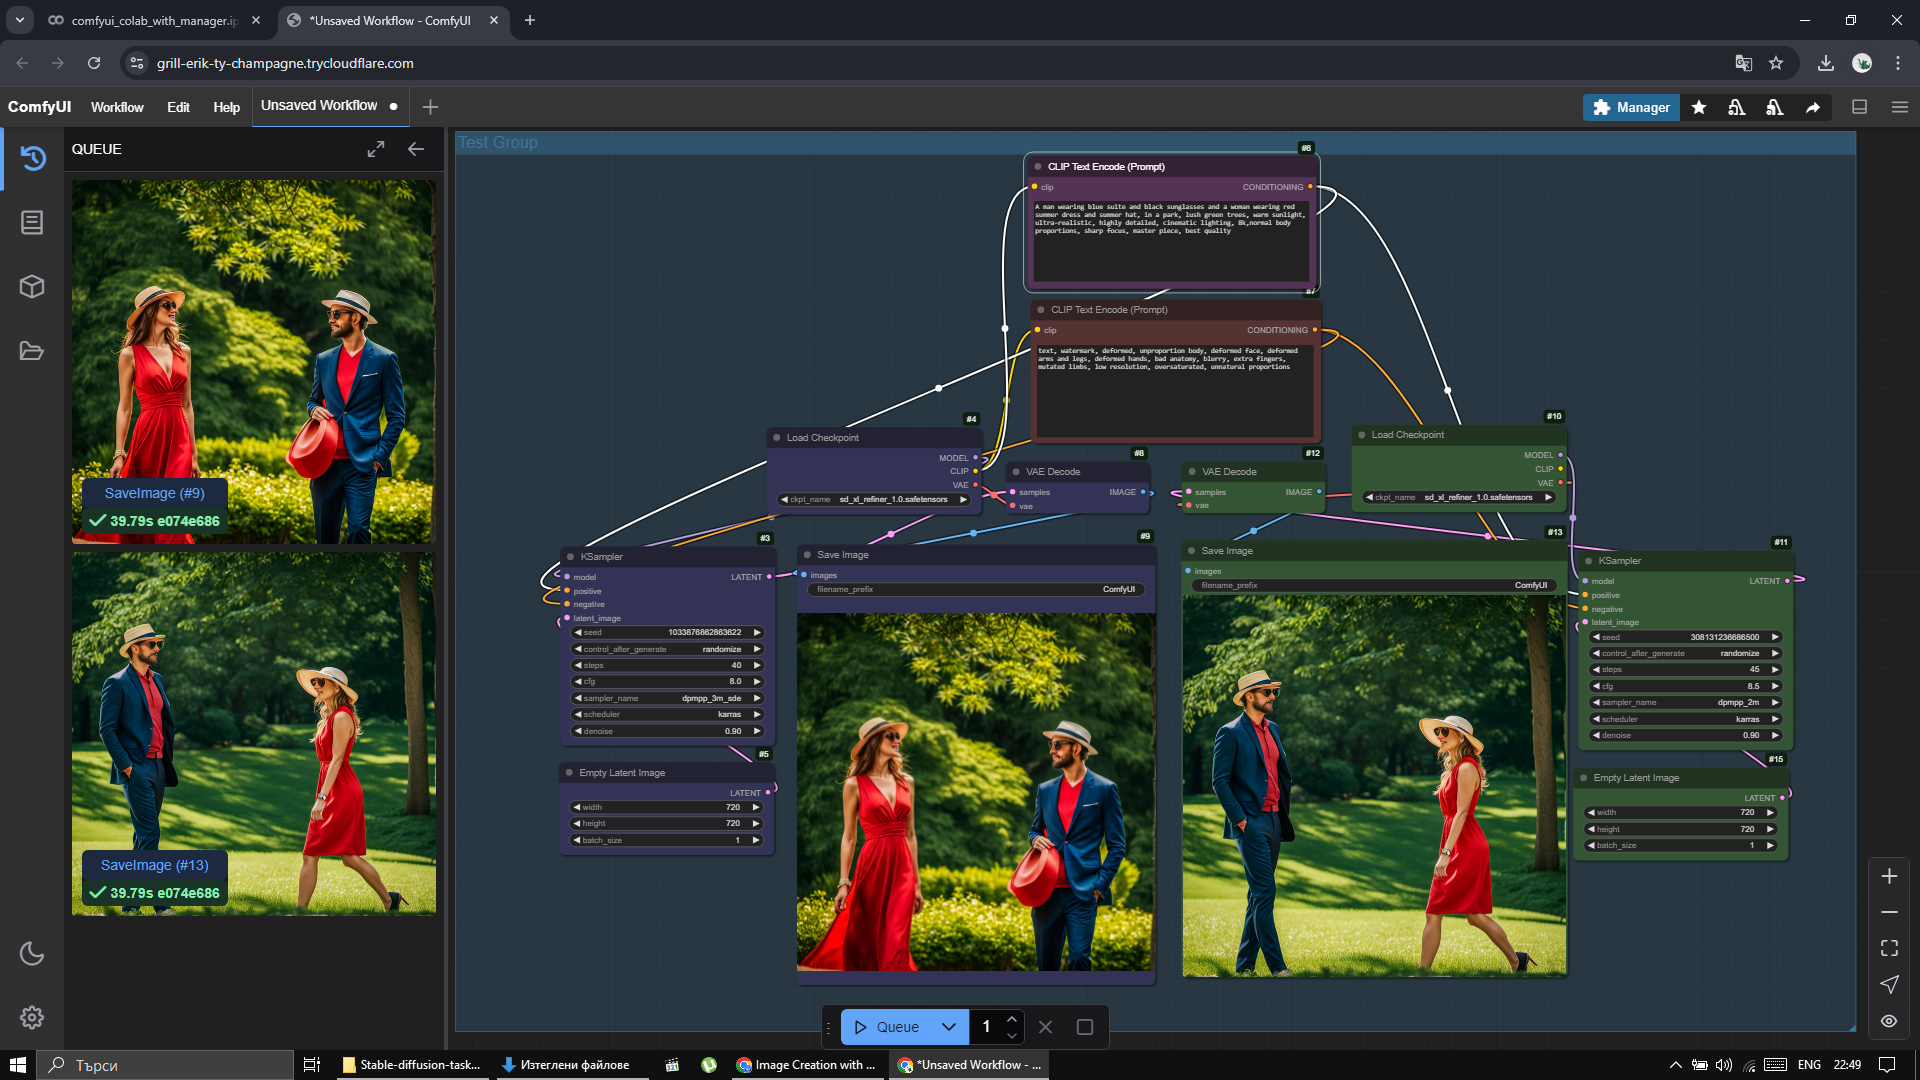 comfyui_colab_with_manager.ip
*Unsaved Workflow - ComfyUI
grill-erik-ty-champagne.trycloudflare.com
ComfyUI
Workflow
Edit
Help
Unsaved Workflow
Manager
QUEUE
SaveImage (#9)
39.79s e074e686
SaveImage (#13)
39.79s e074e686
Test Group
#6
CLIP Text Encode (Prompt)
clip
CONDITIONING
A man wearing blue suite and black sunglasses and a woman wearing red
summer dress and summer hat, in a park, lush green trees, warm sunlight,
ultra-realistic, highly detailed, cinematic lighting, 8k,normal body
proportions, sharp focus, master piece, best quality
#7
CLIP Text Encode (Prompt)
clip
CONDITIONING
text, watermark, deformed, unproportion body, deformed face, deformed
arms and legs, deformed hands, bad anatomy, blurry, extra fingers,
mutated limbs, low resolution, oversaturated, unnatural proportions
#4
Load Checkpoint
MODEL
CLIP
VAE
ckpt_name sd_xl_refiner_1.0.safetensors
#8
VAE Decode
samples IMAGE
vae
#12
VAE Decode
samples IMAGE
vae
#10
Load Checkpoint
MODEL
CLIP
VAE
ckpt_name sd_xl_refiner_1.0.safetensors
#3
KSampler
model LATENT
positive
negative
latent_image
seed 1033876862863622
control_after_generate randomize
steps 40
cfg 8.0
sampler_name dpmpp_3m_sde
scheduler karras
denoise 0.90
#5
Empty Latent Image
LATENT
width 720
height 720
batch_size 1
#9
Save Image
images
filename_prefix ComfyUI
#13
Save Image
images
filename_prefix ComfyUI
#11
KSampler
model LATENT
positive
negative
latent_image
seed 308131236686500
control_after_generate randomize
steps 45
cfg 8.5
sampler_name dpmpp_2m
scheduler karras
denoise 0.90
#15
Empty Latent Image
LATENT
width 720
height 720
batch_size 1
Queue
1
Търси
Stable-diffusion-task...
Изтеглени файлове
Image Creation with ...
*Unsaved Workflow - ...
ENG
22:49